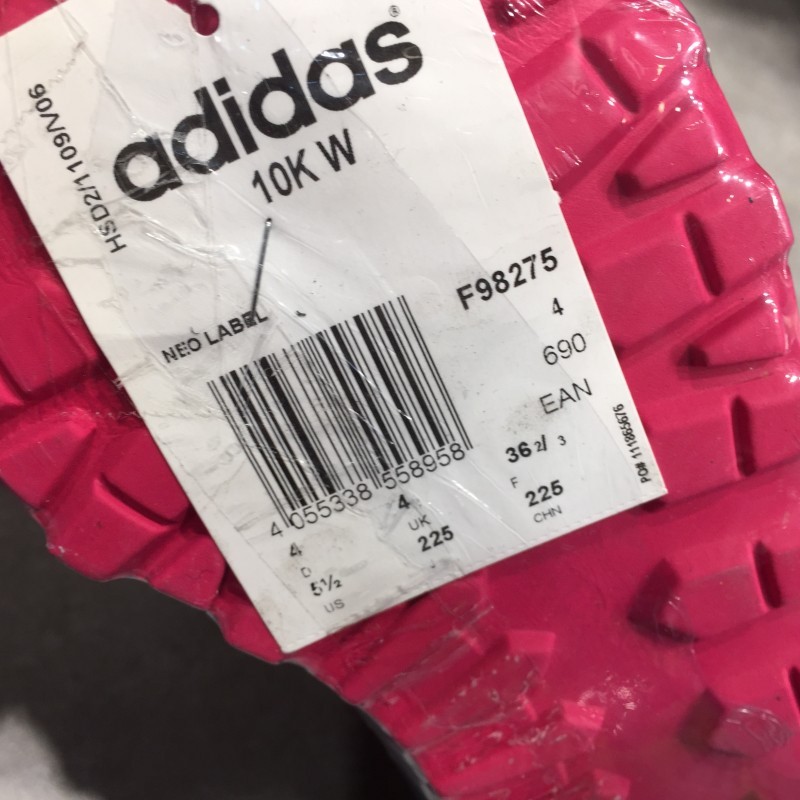 adidas®
10K W
HSD2/1109/V06
NEO LABEL
F98275
4
690
EAN
4 055338 558958
4 4 36 2/3
D UK F
5½ 225 225
US CHN
PO# 111865676